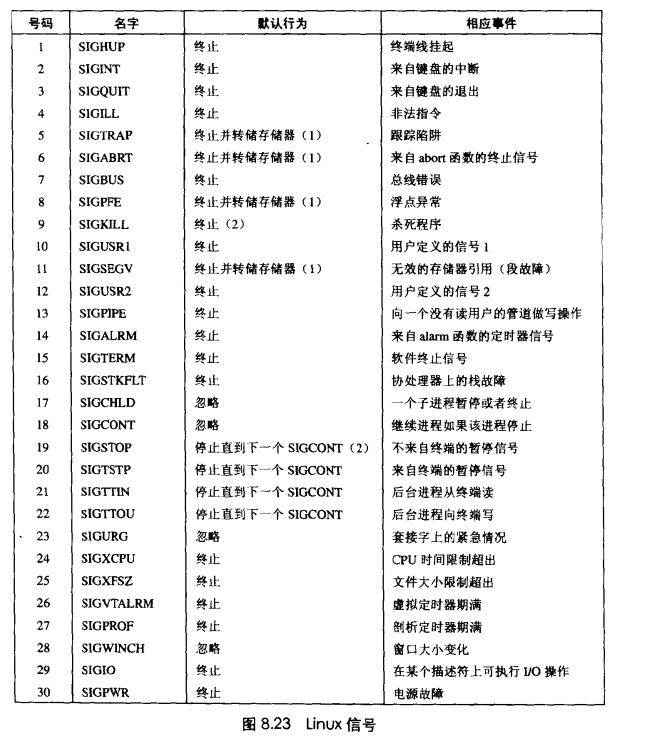 号码 名字 默认行为 相应事件
1 SIGHUP 终止 终端线挂起
2 SIGINT 终止 来自键盘的中断
3 SIGQUIT 终止 来自键盘的退出
4 SIGILL 终止 非法指令
5 SIGTRAP 终止并转储存储器（1） 跟踪陷阱
6 SIGABRT 终止并转储存储器（1） 来自 abort 函数的终止信号
7 SIGBUS 终止 总线错误
8 SIGPFE 终止并转储存储器（1） 浮点异常
9 SIGKILL 终止（2） 杀死程序
10 SIGUSR1 终止 用户定义的信号 1
11 SIGSEGV 终止并转储存储器（1） 无效的存储器引用（段故障）
12 SIGUSR2 终止 用户定义的信号 2
13 SIGPIPE 终止 向一个没有读用户的管道做写操作
14 SIGALRM 终止 来自 alarm 函数的定时器信号
15 SIGTERM 终止 软件终止信号
16 SIGSTKFLT 终止 协处理器上的栈故障
17 SIGCHLD 忽略 一个子进程暂停或者终止
18 SIGCONT 忽略 继续进程如果该进程停止
19 SIGSTOP 停止直到下一个 SIGCONT（2） 不来自终端的暂停信号
20 SIGTSTP 停止直到下一个 SIGCONT 来自终端的暂停信号
21 SIGTTIN 停止直到下一个 SIGCONT 后台进程从终端读
22 SIGTTOU 停止直到下一个 SIGCONT 后台进程向终端写
23 SIGURG 忽略 套接字上的紧急情况
24 SIGXCPU 终止 CPU 时间限制超出
25 SIGXFSZ 终止 文件大小限制超出
26 SIGVTALRM 终止 虚拟定时器期满
27 SIGPROF 终止 剖析定时器期满
28 SIGWINCH 忽略 窗口大小变化
29 SIGIO 终止 在某个描述符上可执行 I/O 操作
30 SIGPWR 终止 电源故障
图 8.23 Linux 信号